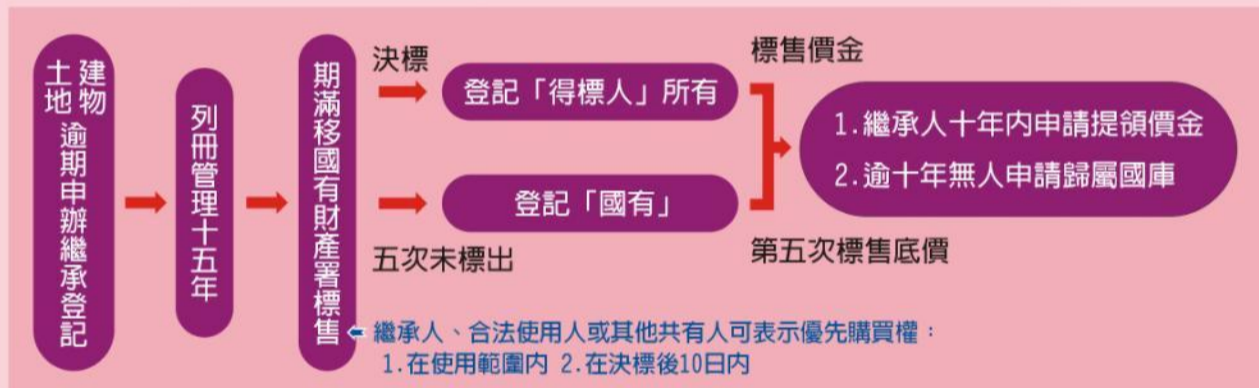 土地建物逾期申辦繼承登記
列冊管理十五年
期滿移國有財產署標售
決標
登記「得標人」所有
標售價金
五次未標出
登記「國有」
第五次標售底價
1.繼承人十年內申請提領價金
2.逾十年無人申請歸屬國庫
繼承人、合法使用人或其他共有人可表示優先購買權：
1.在使用範圍內 2.在決標後10日內